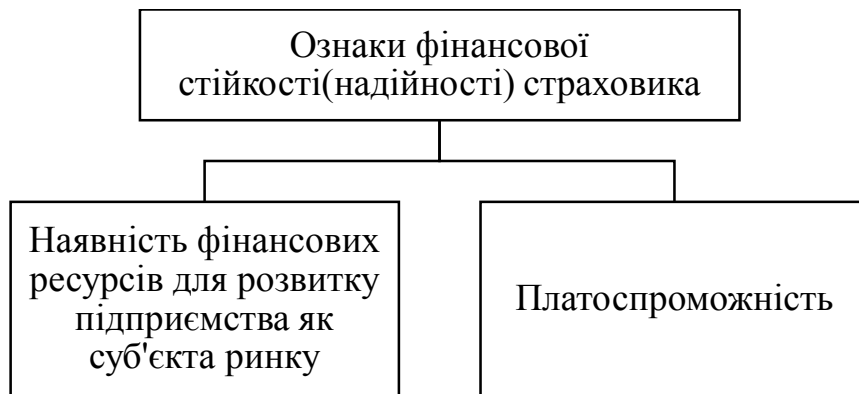 Ознаки фінансової
стійкості(надійності) страховика
Наявність фінансових
ресурсів для розвитку
підприємства як
суб'єкта ринку
Платоспроможність